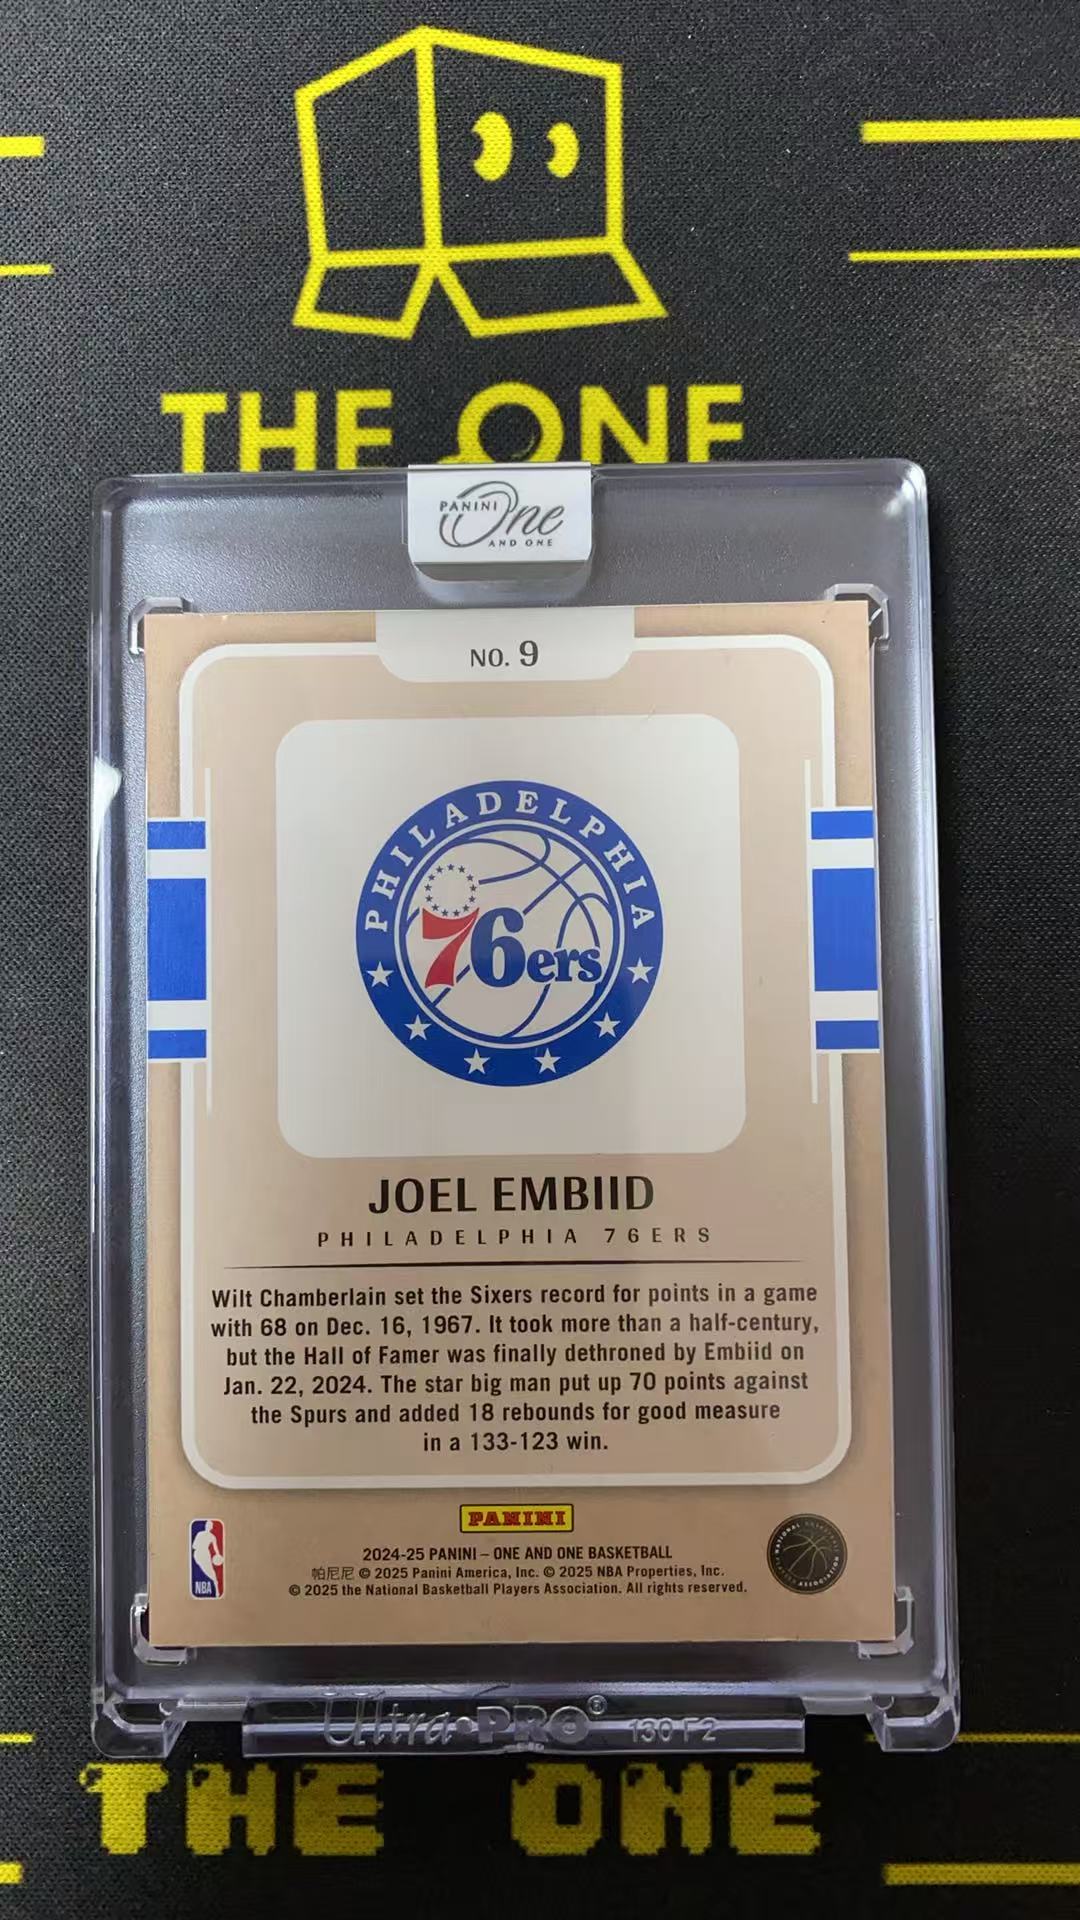 THE ONE
PANINI
One
AND ONE
NO. 9
PHILADELPHIA
76ers
JOEL EMBIID
PHILADELPHIA 76ERS
Wilt Chamberlain set the Sixers record for points in a game
with 68 on Dec. 16, 1967. It took more than a half-century,
but the Hall of Famer was finally dethroned by Embiid on
Jan. 22, 2024. The star big man put up 70 points against
the Spurs and added 18 rebounds for good measure
in a 133-123 win.
PANINI
2024-25 PANINI – ONE AND ONE BASKETBALL
帕尼尼 © 2025 Panini America, Inc. © 2025 NBA Properties, Inc.
© 2025 the National Basketball Players Association. All rights reserved.
NBA
NATIONAL BASKETBALL PLAYERS ASSOCIATION
Ultra•PRO® 130 F2
THE ONE